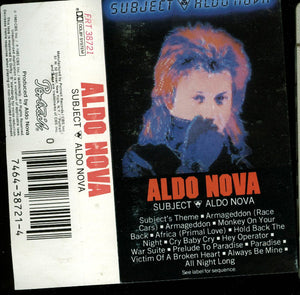 SUBJECT ALDO NOVA
FRT 38721
DOLBY SYSTEM
ALDO NOVA
SUBJECT ALDO NOVA
Portrait
Produced by Aldo Nova
0
7464-38721-4
ALDO NOVA
SUBJECT ALDO NOVA
Subject's Theme ▪ Armageddon (Race
Cars) ▪ Armageddon ▪ Monkey On Your
Back ▪ Africa (Primal Love) ▪ Hold Back The
Night ▪ Cry Baby Cry ▪ Hey Operator ▪
War Suite ▪ Prelude To Paradise ▪ Paradise ▪
Victim Of A Broken Heart ▪ Always Be Mine ▪
All Night Long
See label for sequence.